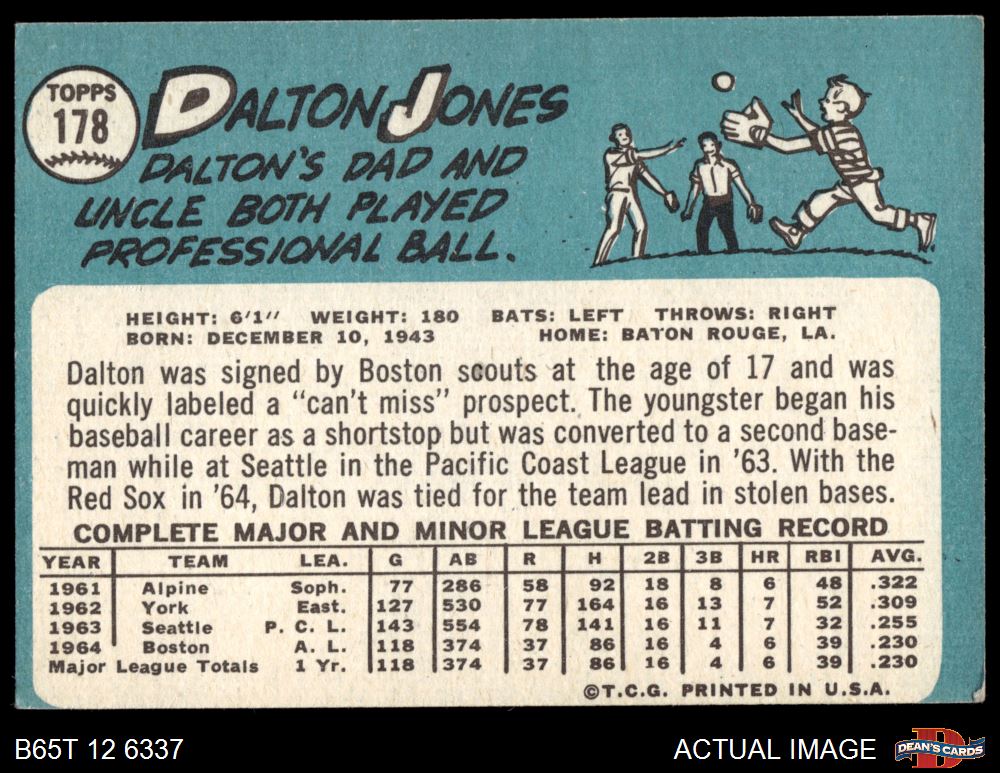 TOPPS
178
DALTON JONES
DALTON'S DAD AND
UNCLE BOTH PLAYED
PROFESSIONAL BALL.
HEIGHT: 6'1" WEIGHT: 180 BATS: LEFT THROWS: RIGHT
BORN: DECEMBER 10, 1943 HOME: BATON ROUGE, LA.
Dalton was signed by Boston scouts at the age of 17 and was
quickly labeled a "can't miss" prospect. The youngster began his
baseball career as a shortstop but was converted to a second base-
man while at Seattle in the Pacific Coast League in '63. With the
Red Sox in '64, Dalton was tied for the team lead in stolen bases.
COMPLETE MAJOR AND MINOR LEAGUE BATTING RECORD
YEAR TEAM LEA. G AB R H 2B 3B HR RBI AVG.
1961 Alpine Soph. 77 286 58 92 18 8 6 48 .322
1962 York East. 127 530 77 164 16 13 7 52 .309
1963 Seattle P. C. L. 143 554 78 141 16 11 7 32 .255
1964 Boston A. L. 118 374 37 86 16 4 6 39 .230
Major League Totals 1 Yr. 118 374 37 86 16 4 6 39 .230
©T.C.G. PRINTED IN U.S.A.
B65T 12 6337 ACTUAL IMAGE
D
DEAN'S CARDS